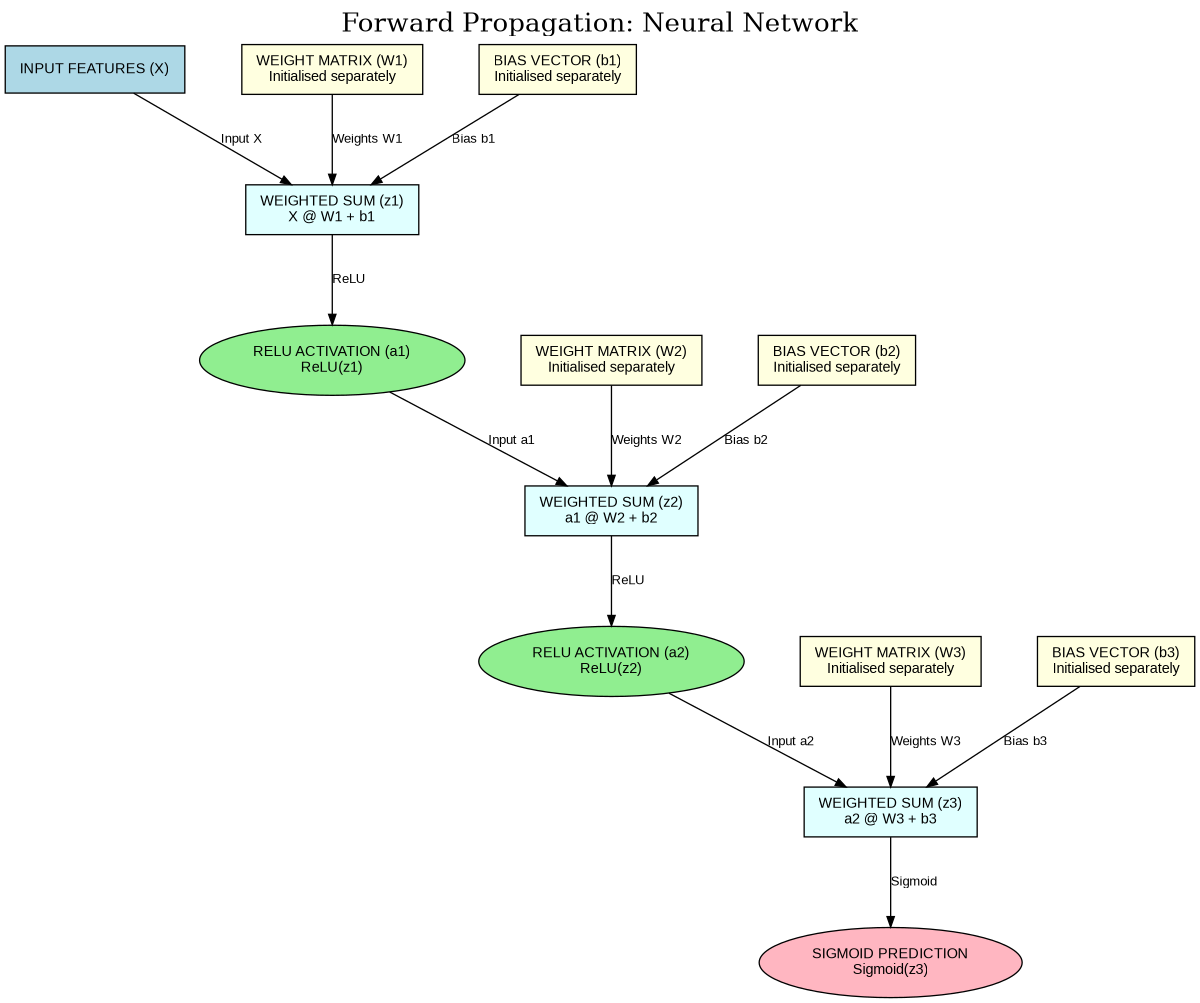 Forward Propagation: Neural Network
INPUT FEATURES (X)
WEIGHT MATRIX (W1)
Initialised separately
BIAS VECTOR (b1)
Initialised separately
Input X
Weights W1
Bias b1
WEIGHTED SUM (z1)
X @ W1 + b1
ReLU
RELU ACTIVATION (a1)
ReLU(z1)
WEIGHT MATRIX (W2)
Initialised separately
BIAS VECTOR (b2)
Initialised separately
Input a1
Weights W2
Bias b2
WEIGHTED SUM (z2)
a1 @ W2 + b2
ReLU
RELU ACTIVATION (a2)
ReLU(z2)
WEIGHT MATRIX (W3)
Initialised separately
BIAS VECTOR (b3)
Initialised separately
Input a2
Weights W3
Bias b3
WEIGHTED SUM (z3)
a2 @ W3 + b3
Sigmoid
SIGMOID PREDICTION
Sigmoid(z3)